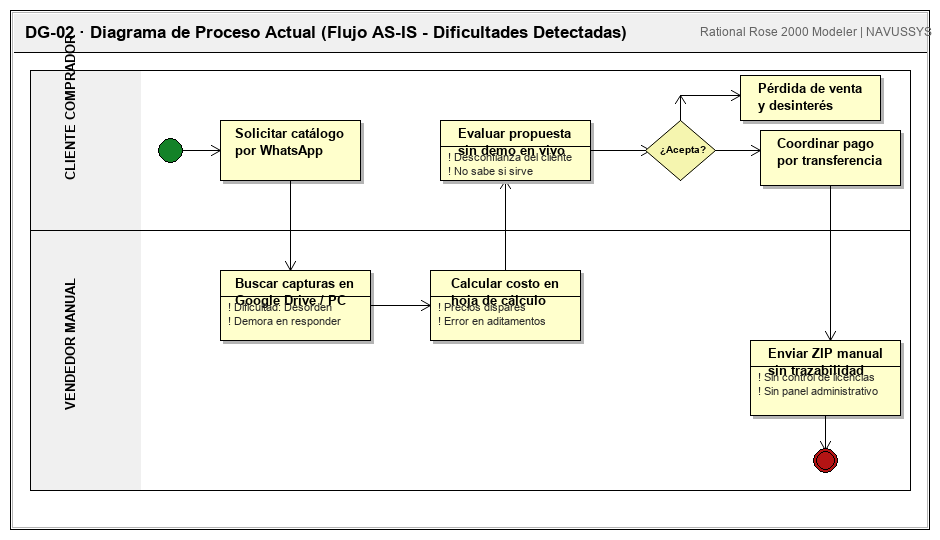 DG-02 · Diagrama de Proceso Actual (Flujo AS-IS - Dificultades Detectadas)
Rational Rose 2000 Modeler | NAVUSSYS
CLIENTE COMPRADOR
Solicitar catálogo
por WhatsApp
Evaluar propuesta
sin demo en vivo
! Desconfianza del cliente
! No sabe si sirve
¿Acepta?
Pérdida de venta
y desinterés
Coordinar pago
por transferencia
VENDEDOR MANUAL
Buscar capturas en
Google Drive / PC
! Dificultad: Desorden
! Demora en responder
Calcular costo en
hoja de cálculo
! Precios dispares
! Error en aditamentos
Enviar ZIP manual
sin trazabilidad
! Sin control de licencias
! Sin panel administrativo